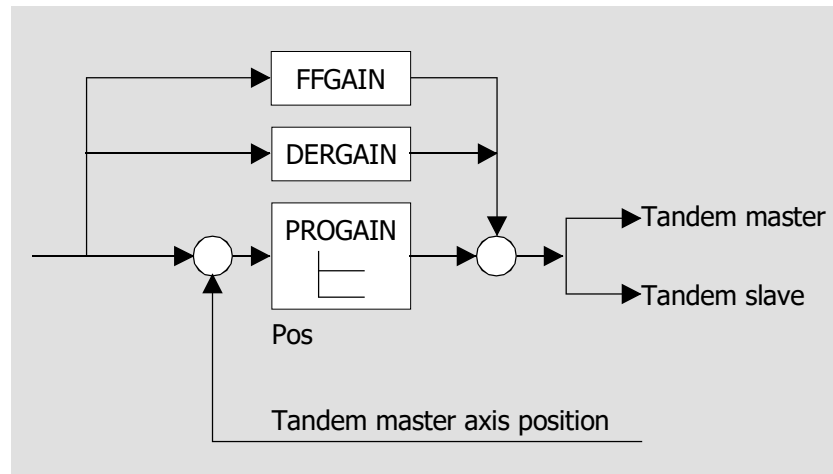 FFGAIN
DERGAIN
PROGAIN
Tandem master
Tandem slave
Pos
Tandem master axis position